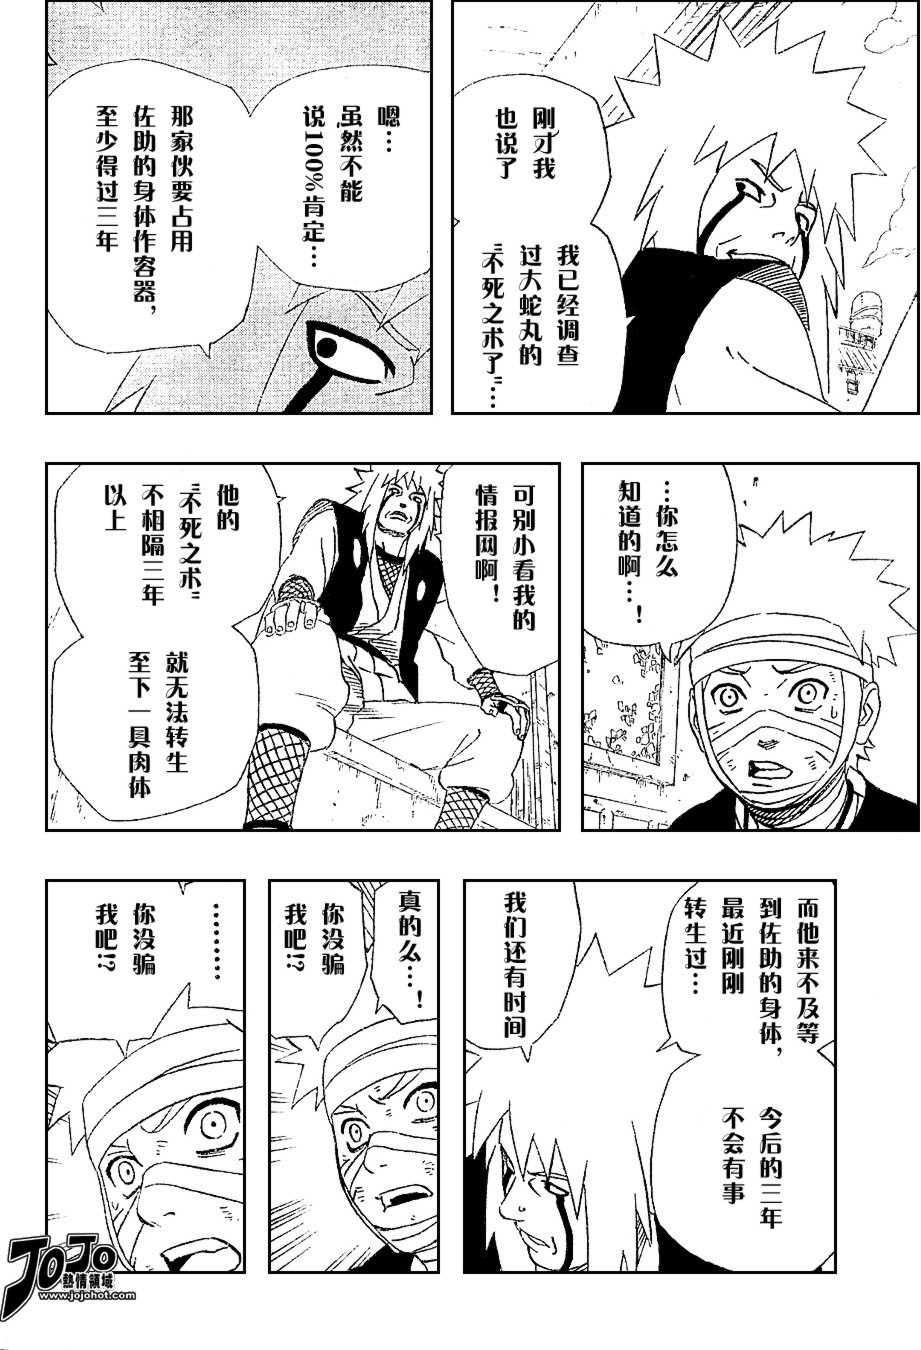 刚才我
也说了
我已经调查
过大蛇丸的
“不死之术了”…
嗯…
虽然不能
说100%肯定…
那家伙要占用
佐助的身体作容器，
至少得过三年
…你怎么
知道的啊…！
可别小看我的
情报网啊！
他的
“不死之术”
不相隔三年
以上
就无法转生
至下一具肉体
而他来不及等
到佐助的身体，
最近刚刚
转生过…
今后的三年
不会有事
我们还有时间
真的么…！
你没骗
我吧!?
………
你没骗
我吧!?
JOJO
熱情領域
www.jojohot.com